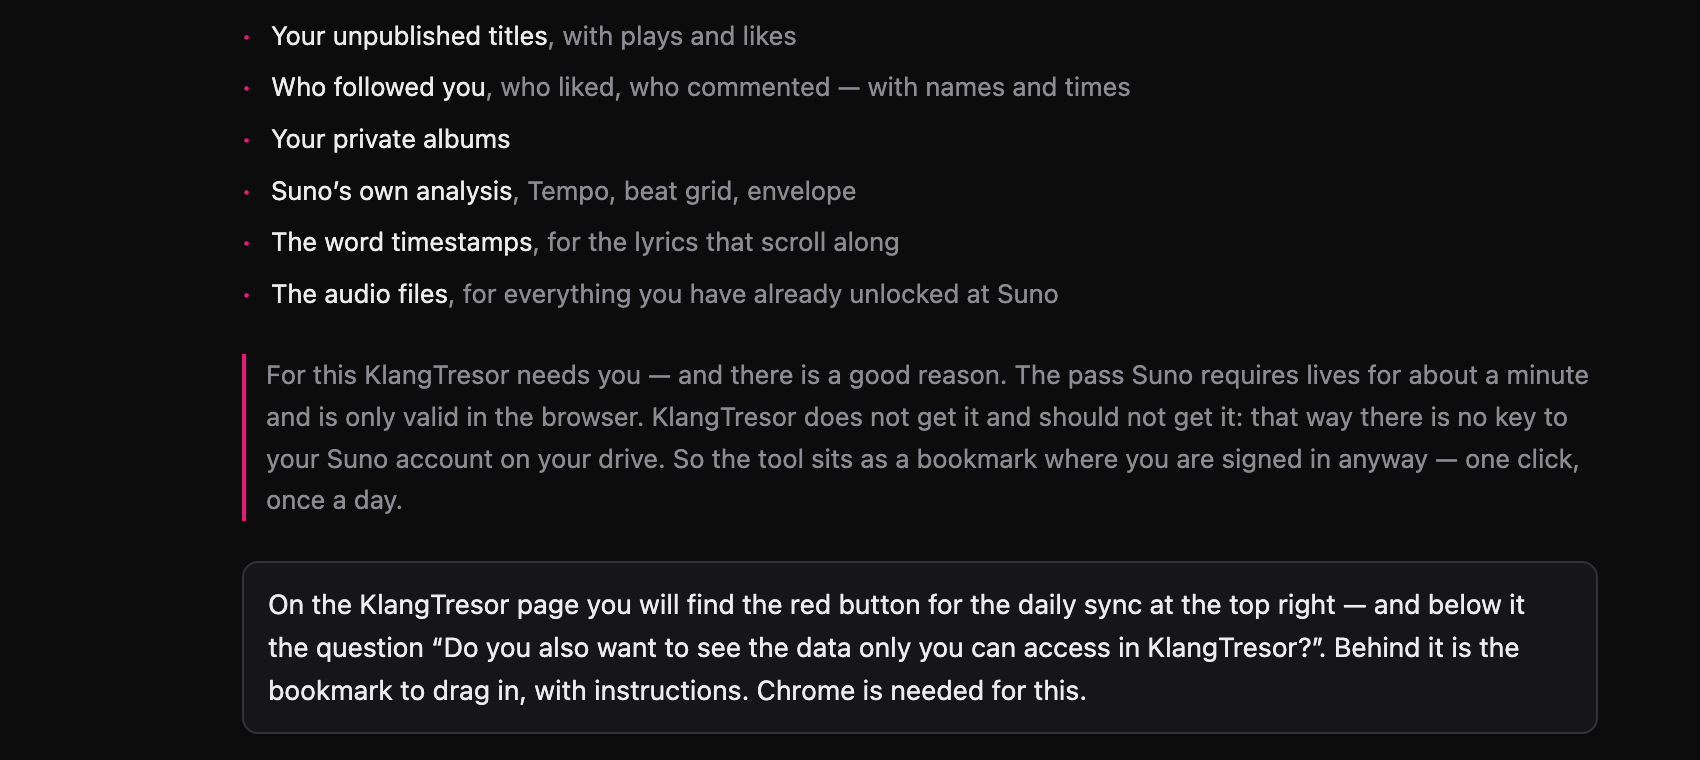 · Your unpublished titles, with plays and likes
· Who followed you, who liked, who commented — with names and times
· Your private albums
· Suno’s own analysis, Tempo, beat grid, envelope
· The word timestamps, for the lyrics that scroll along
· The audio files, for everything you have already unlocked at Suno
For this KlangTresor needs you — and there is a good reason. The pass Suno requires lives for about a minute
and is only valid in the browser. KlangTresor does not get it and should not get it: that way there is no key to
your Suno account on your drive. So the tool sits as a bookmark where you are signed in anyway — one click,
once a day.
On the KlangTresor page you will find the red button for the daily sync at the top right — and below it
the question “Do you also want to see the data only you can access in KlangTresor?”. Behind it is the
bookmark to drag in, with instructions. Chrome is needed for this.